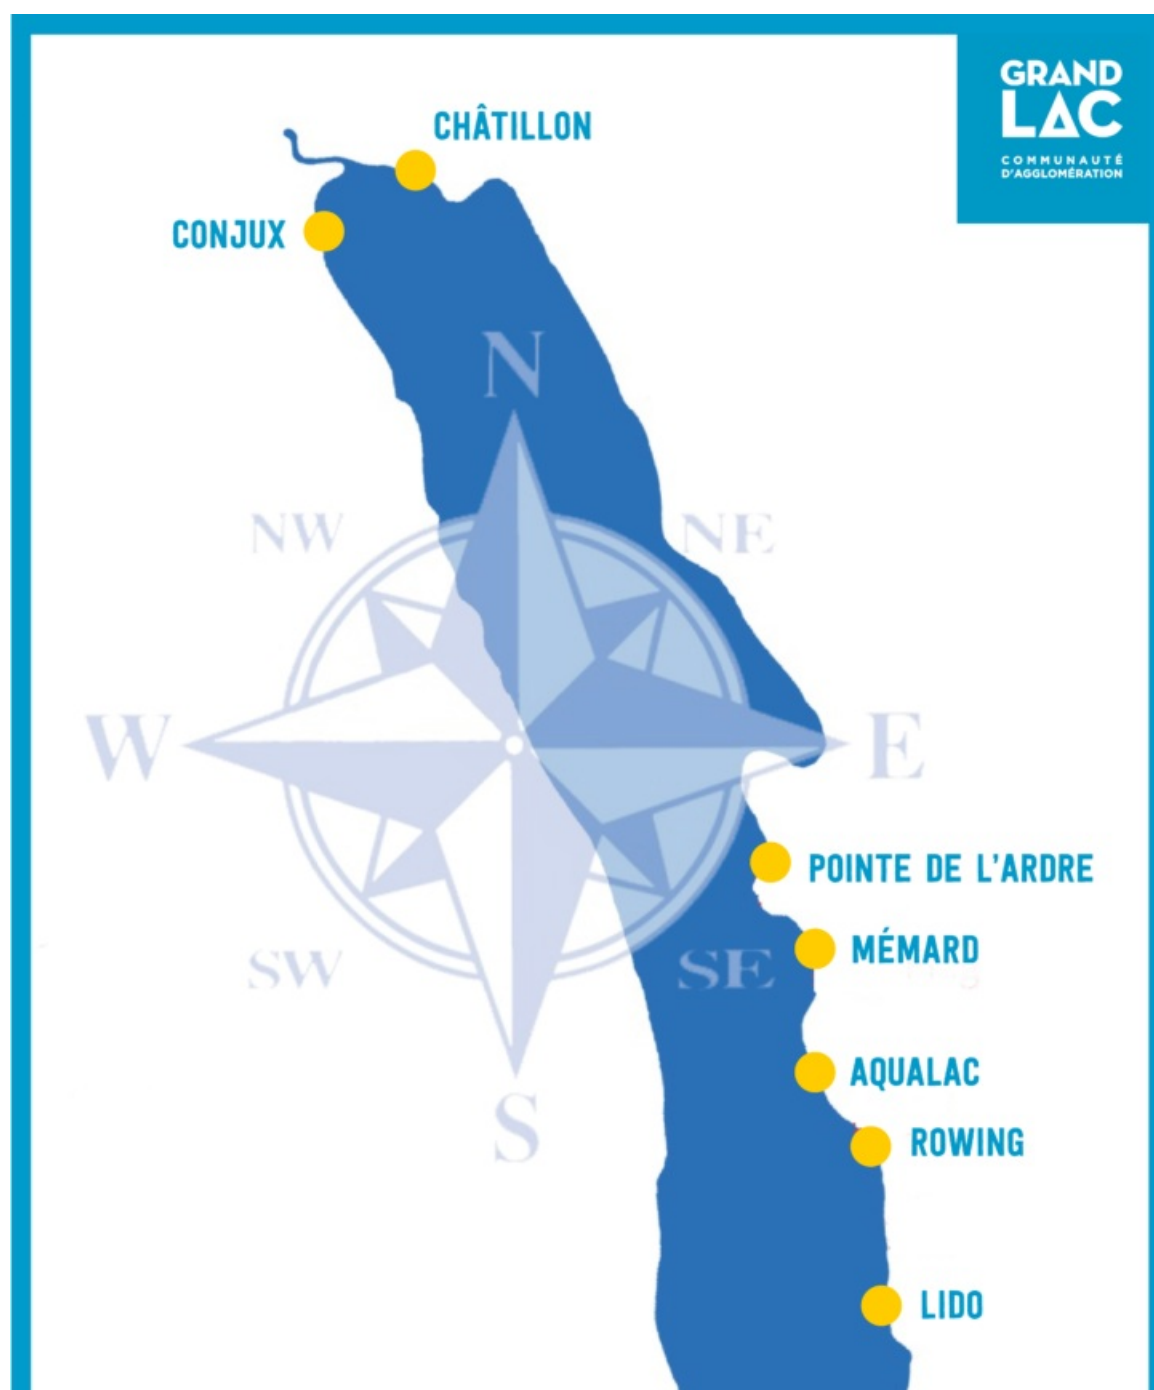 GRAND
LAC
COMMUNAUTÉ
D'AGGLOMÉRATION
CHÂTILLON
CONJUX
N
NW
NE
W
E
POINTE DE L'ARDRE
MÉMARD
SW
SE
AQUALAC
S
ROWING
LIDO